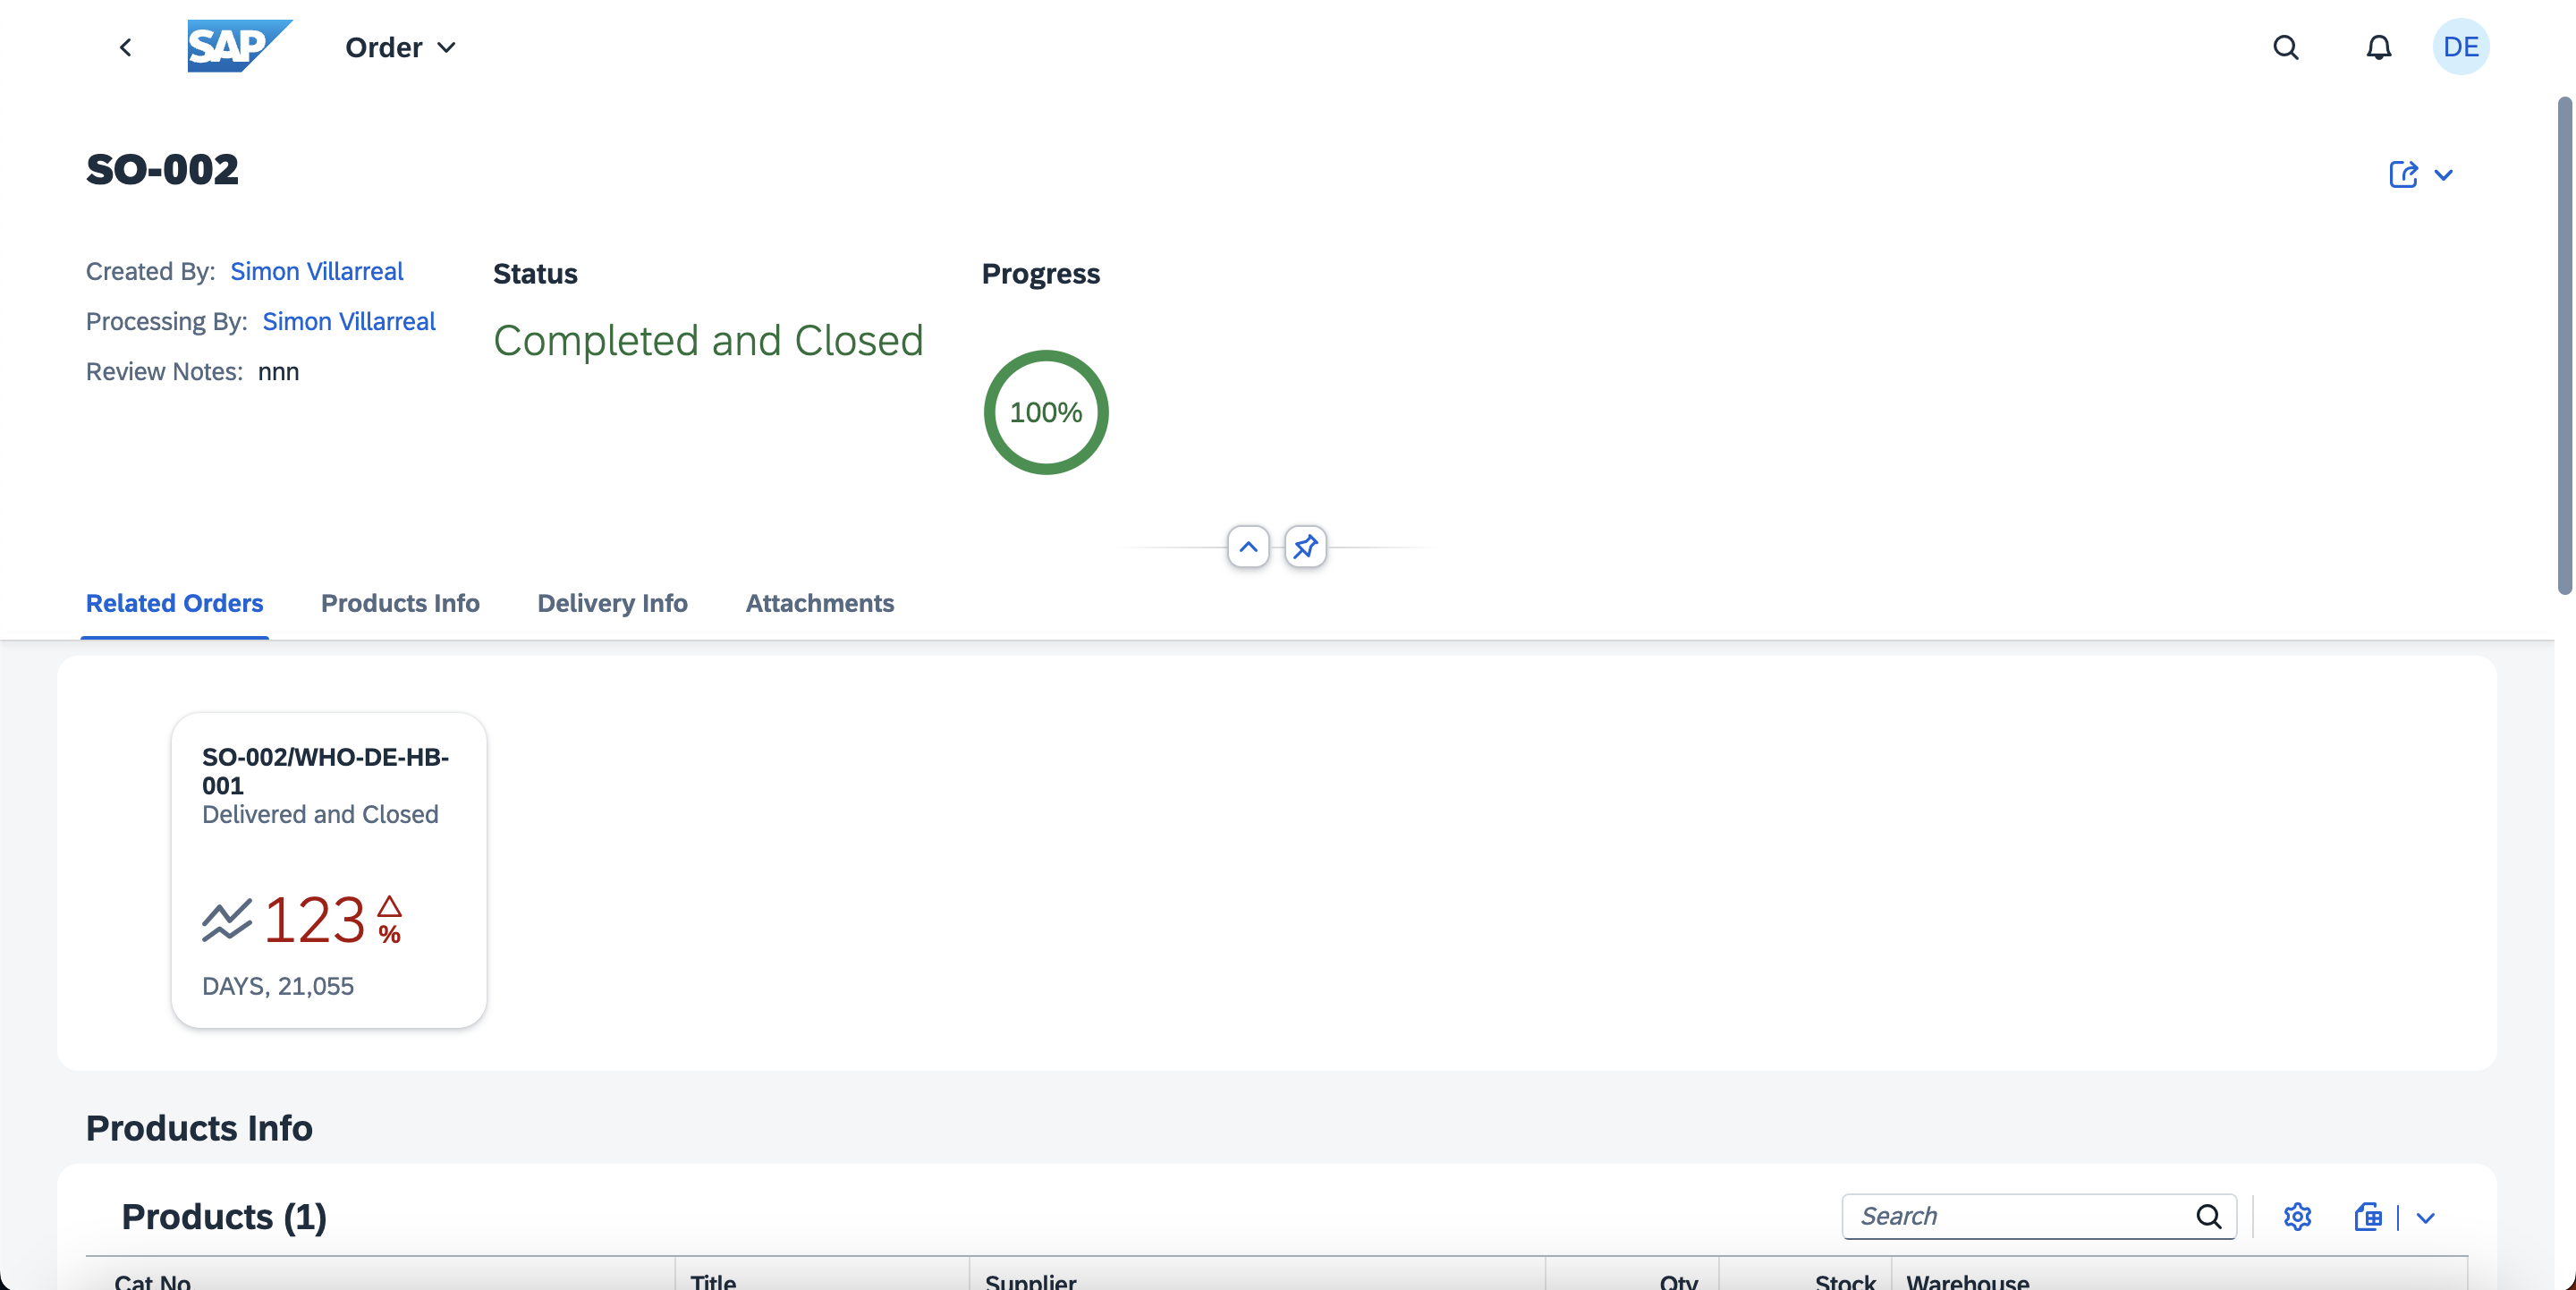 SAP
Order
DE
SO-002
Created By: Simon Villarreal
Processing By: Simon Villarreal
Review Notes: nnn
Status
Completed and Closed
Progress
100%
Related Orders
Products Info
Delivery Info
Attachments
SO-002/WHO-DE-HB-
001
Delivered and Closed
123
%
DAYS, 21,055
Products Info
Products (1)
Search
Cat No
Title
Supplier
Qty
Stock
Warehouse